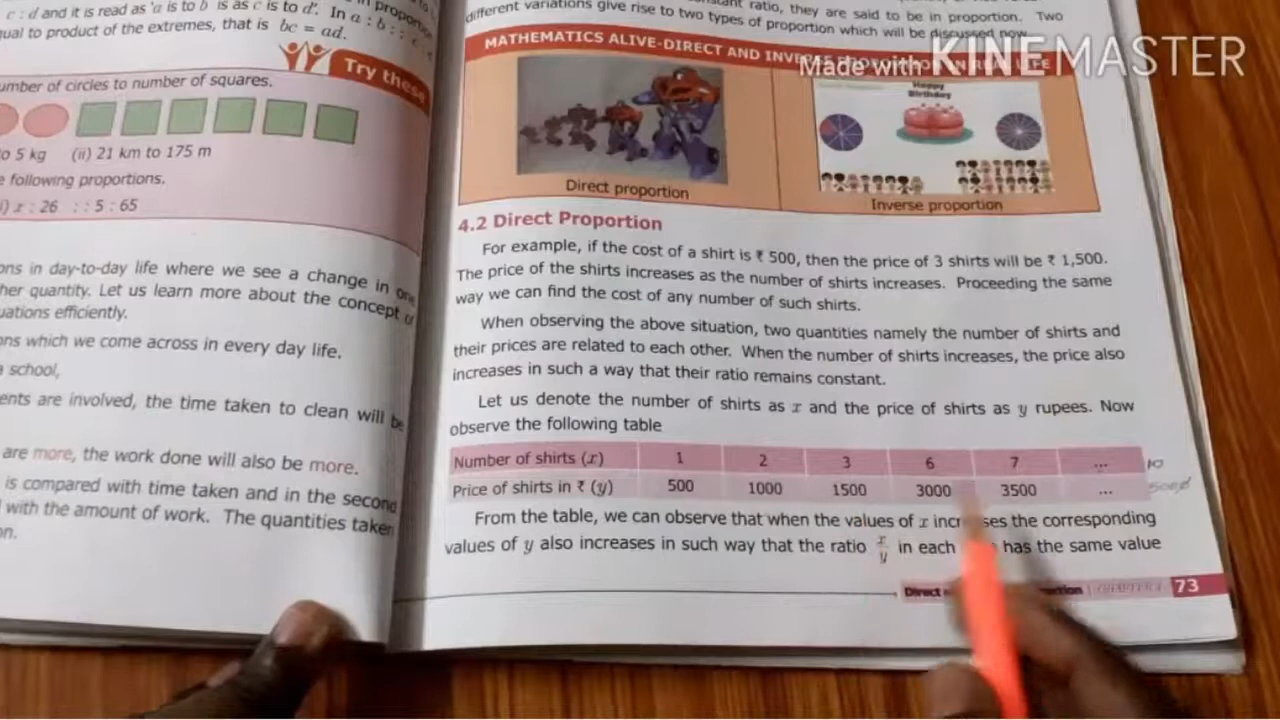 c : d and it is read as 'a is to b is as c is to d'. In a : b : : c : d
qual to product of the extremes, that is bc = ad.
Try these
umber of circles to number of squares.
to 5 kg (ii) 21 km to 175 m
e following proportions.
i) x : 26 : : 5 : 65
ons in day-to-day life where we see a change in one
her quantity. Let us learn more about the concept of
uations efficiently.
ons which we come across in every day life.
a school,
ents are involved, the time taken to clean will be
are more, the work done will also be more.
is compared with time taken and in the second
with the amount of work. The quantities taken
on.
ratio, they are said to be in proportion. Two
different variations give rise to two types of proportion which will be discussed now.
MATHEMATICS ALIVE-DIRECT AND INVERSE PROPORTION IN REAL LIFE
Made with KINEMASTER
Happy
Birthday
Direct proportion
Inverse proportion
4.2 Direct Proportion
For example, if the cost of a shirt is ₹ 500, then the price of 3 shirts will be ₹ 1,500.
The price of the shirts increases as the number of shirts increases. Proceeding the same
way we can find the cost of any number of such shirts.
When observing the above situation, two quantities namely the number of shirts and
their prices are related to each other. When the number of shirts increases, the price also
increases in such a way that their ratio remains constant.
Let us denote the number of shirts as x and the price of shirts as y rupees. Now
observe the following table
Number of shirts (x) 1 2 3 6 7 ... 10
Price of shirts in ₹ (y) 500 1000 1500 3000 3500 ... 5000
From the table, we can observe that when the values of x increases the corresponding
values of y also increases in such way that the ratio x/y in each has the same value
Direct CHAPTER 4 73